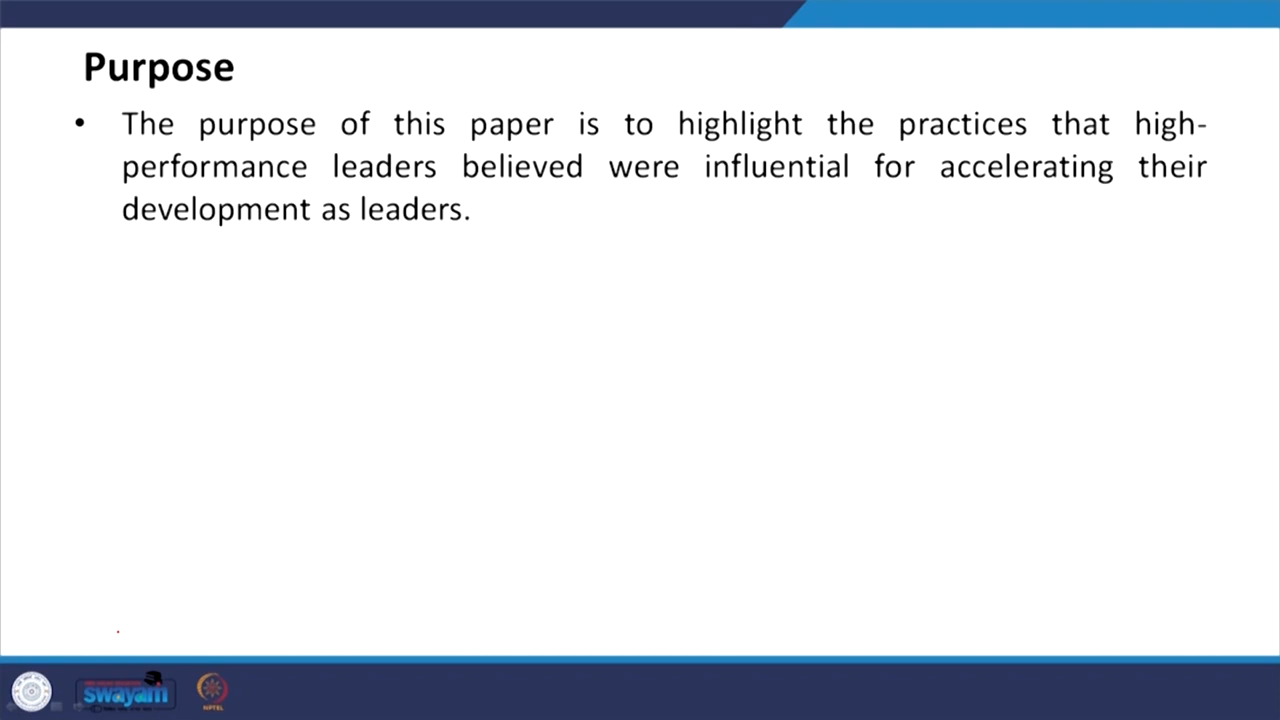 Purpose
• The purpose of this paper is to highlight the practices that high-
performance leaders believed were influential for accelerating their
development as leaders.
swayam
NPTEL